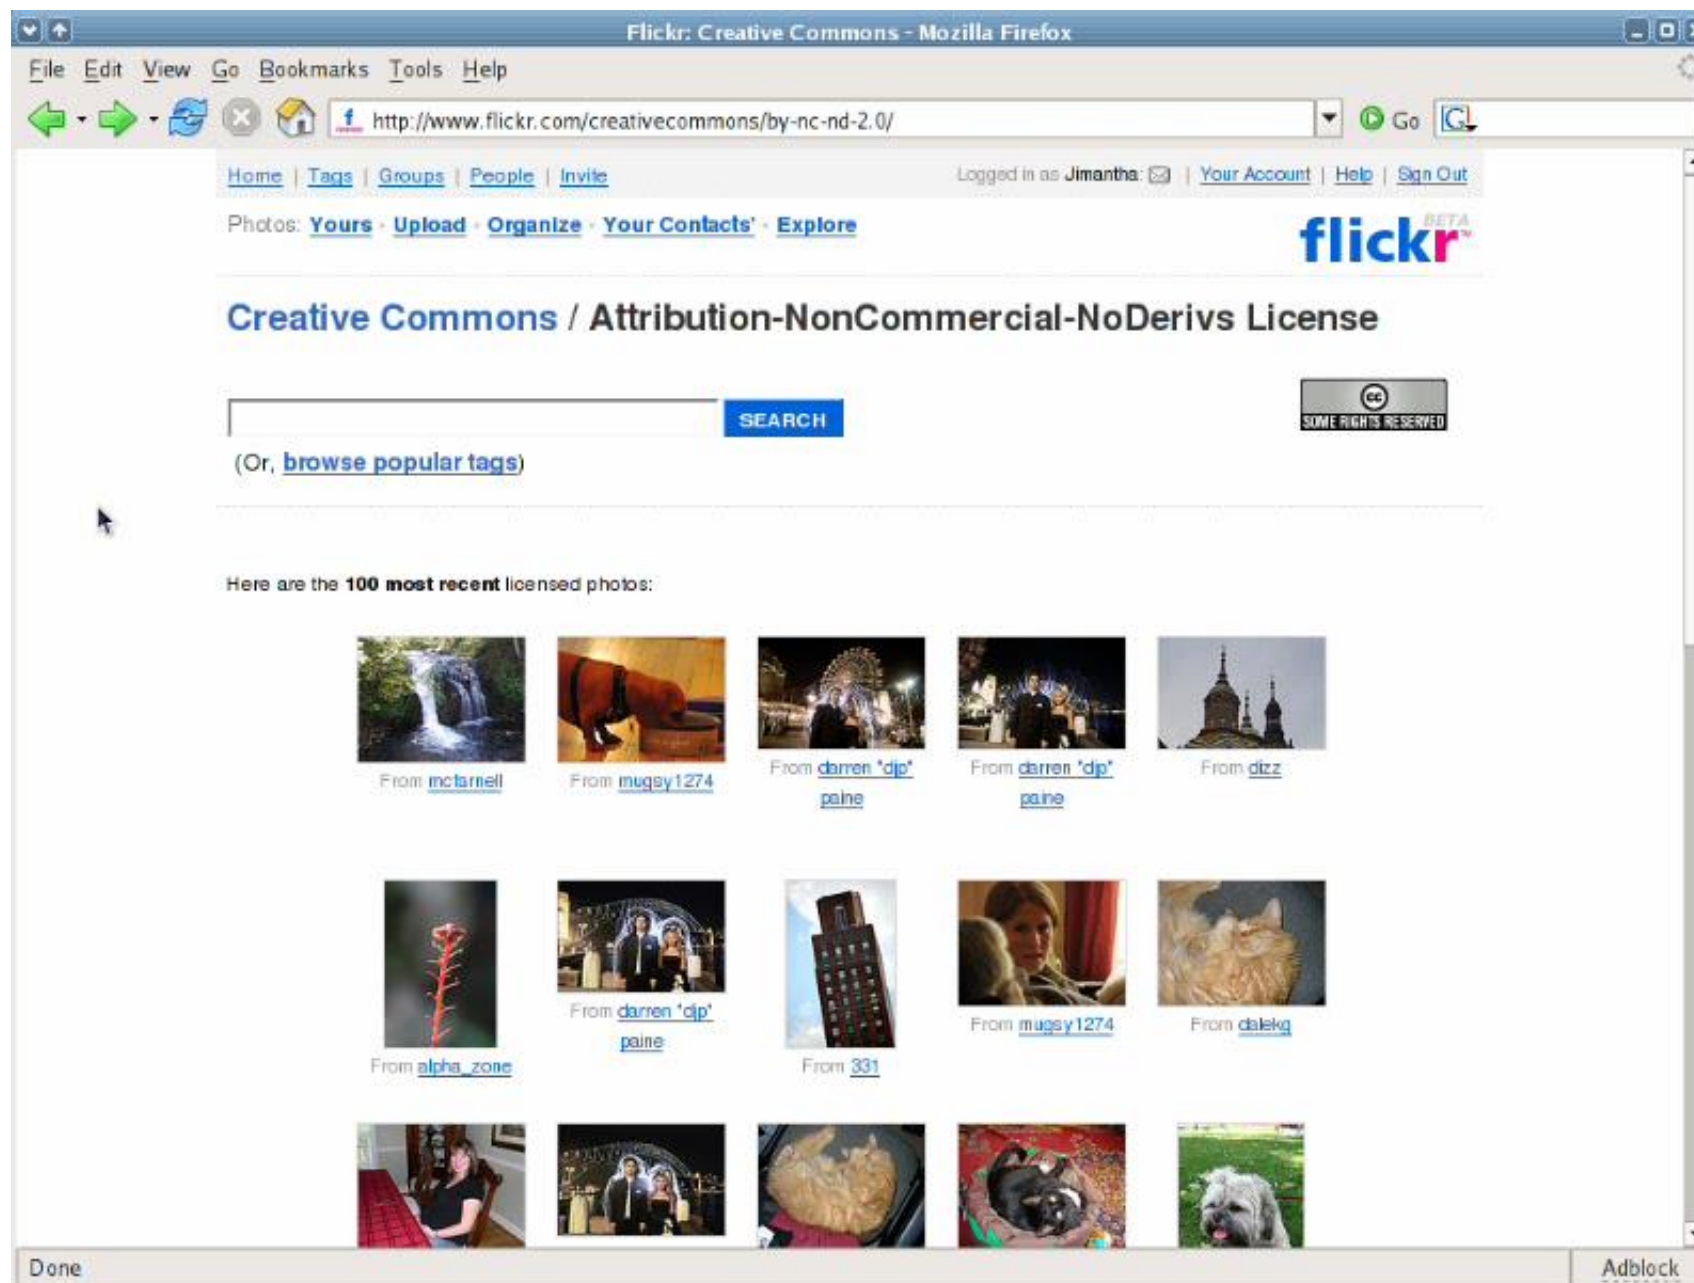 Flickr: Creative Commons - Mozilla Firefox
File Edit View Go Bookmarks Tools Help
http://www.flickr.com/creativecommons/by-nc-nd-2.0/ Go
Home | Tags | Groups | People | Invite Logged in as Jimantha: | Your Account | Help | Sign Out
Photos: Yours · Upload · Organize · Your Contacts' · Explore
flickr BETA ™
Creative Commons / Attribution-NonCommercial-NoDerivs License
SEARCH
cc
SOME RIGHTS RESERVED
(Or, browse popular tags)
Here are the 100 most recent licensed photos:
From mctarnell From mugsy1274 From darren "djp" paine From darren "djp" paine From dizz
From alpha_zone From darren "djp" paine From 331 From mugsy1274 From dalekg
Done Adblock